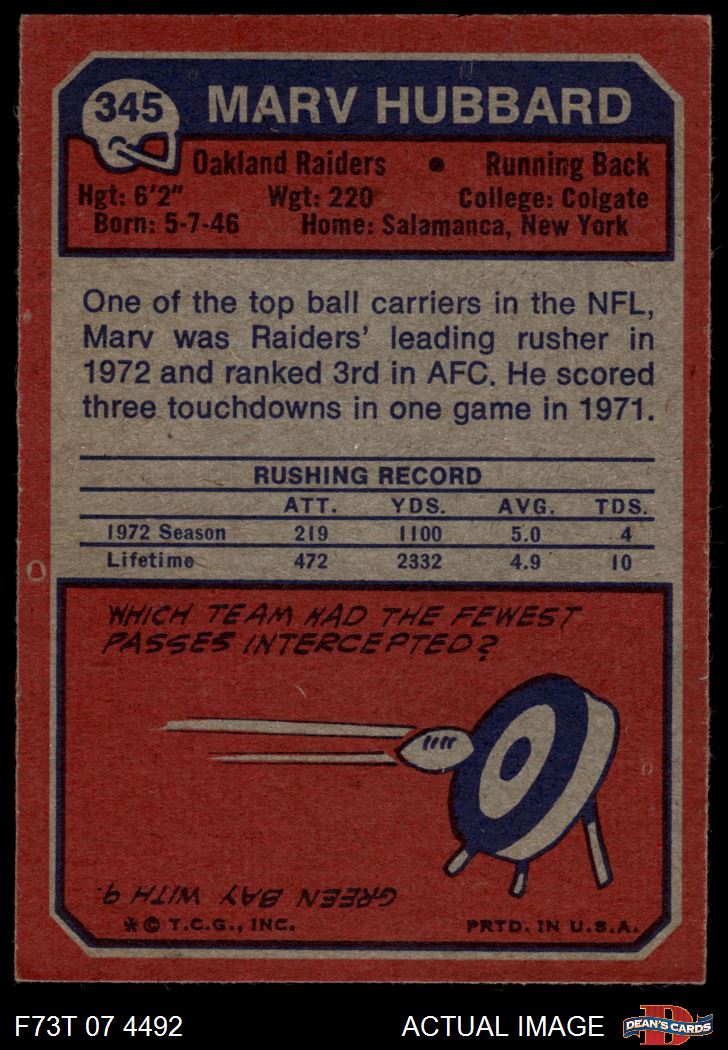 345 MARV HUBBARD
Oakland Raiders • Running Back
Hgt: 6'2" Wgt: 220 College: Colgate
Born: 5-7-46 Home: Salamanca, New York
One of the top ball carriers in the NFL,
Marv was Raiders' leading rusher in
1972 and ranked 3rd in AFC. He scored
three touchdowns in one game in 1971.
RUSHING RECORD
ATT. YDS. AVG. TDS.
1972 Season 219 1100 5.0 4
Lifetime 472 2332 4.9 10
WHICH TEAM HAD THE FEWEST
PASSES INTERCEPTED?
GREEN BAY WITH 9.
*© T.C.G., INC. PRTD. IN U.S.A.
F73T 07 4492 ACTUAL IMAGE D DEAN'S CARDS